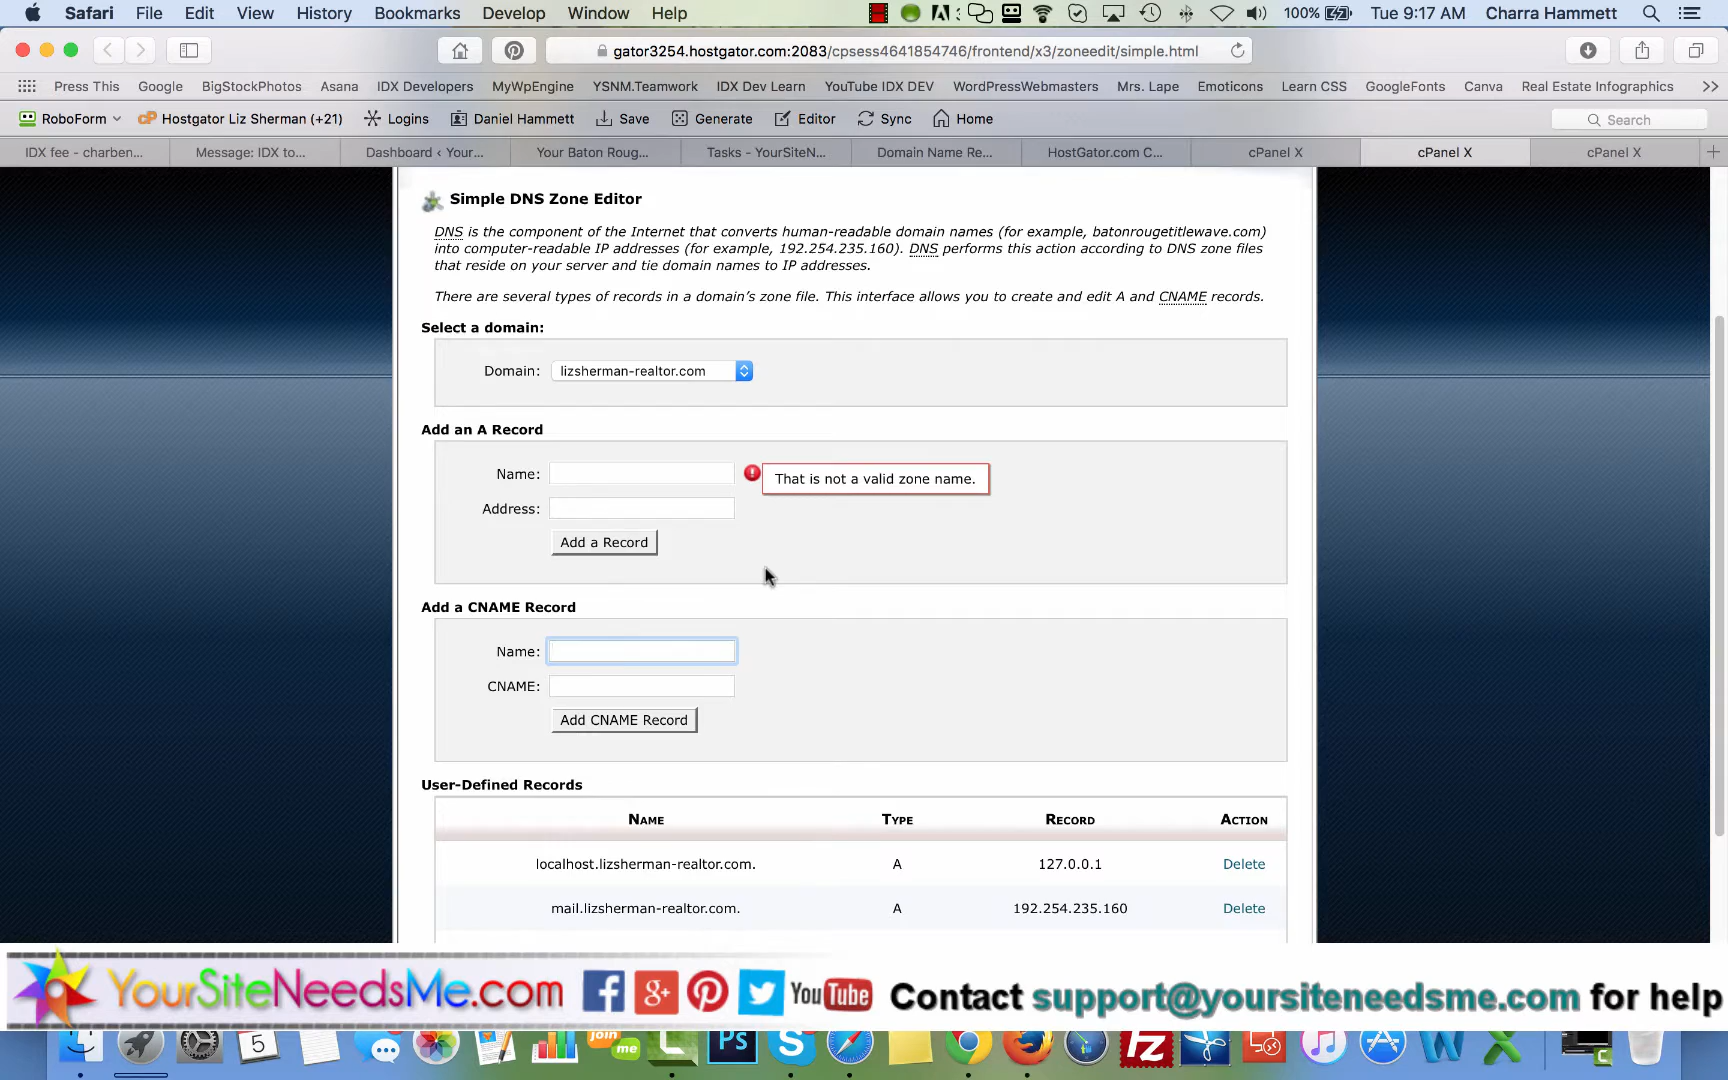 Safari File Edit View History Bookmarks Develop Window Help 100% Tue 9:17 AM Charra Hammett
gator3254.hostgator.com:2083/cpsess4641854746/frontend/x3/zoneedit/simple.html
Press This Google BigStockPhotos Asana IDX Developers MyWpEngine YSNM.Teamwork IDX Dev Learn YouTube IDX DEV WordPressWebmasters Mrs. Lape Emoticons Learn CSS GoogleFonts Canva Real Estate Infographics >>
RoboForm Hostgator Liz Sherman (+21) Logins Daniel Hammett Save Generate Editor Sync Home Search
IDX fee - charben... Message: IDX to... Dashboard ‹ Your... Your Baton Roug... Tasks - YourSiteN... Domain Name Re... HostGator.com C... cPanel X cPanel X cPanel X
Simple DNS Zone Editor
DNS is the component of the Internet that converts human-readable domain names (for example, batonrougetitlewave.com)
into computer-readable IP addresses (for example, 192.254.235.160). DNS performs this action according to DNS zone files
that reside on your server and tie domain names to IP addresses.
There are several types of records in a domain’s zone file. This interface allows you to create and edit A and CNAME records.
Select a domain:
Domain: lizsherman-realtor.com
Add an A Record
Name: That is not a valid zone name.
Address:
Add a Record
Add a CNAME Record
Name:
CNAME:
Add CNAME Record
User-Defined Records
Name Type Record Action
localhost.lizsherman-realtor.com. A 127.0.0.1 Delete
mail.lizsherman-realtor.com. A 192.254.235.160 Delete
YourSiteNeedsMe.com YouTube Contact support@yoursiteneedsme.com for help
5 join me Ps FZ